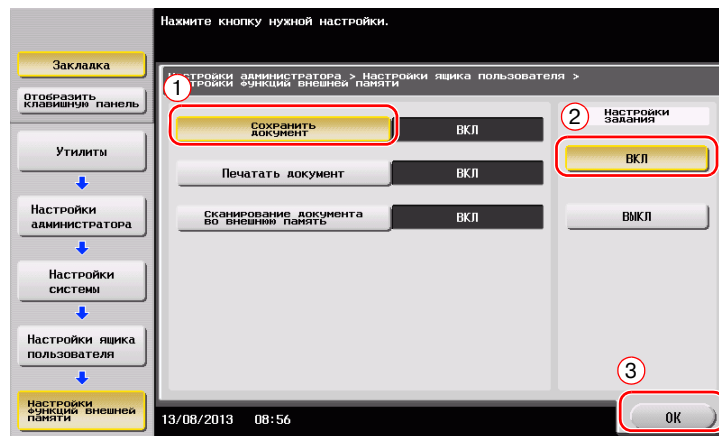 Нажмите кнопку нужной настройки.
Закладка
Отобразить
клавишную панель
Утилиты
Настройки
администратора
Настройки
системы
Настройки ящика
пользователя
Настройки
функций внешней
памяти
1
Настройки администратора > Настройки ящика пользователя >
Настройки функций внешней памяти
Сохранить
документ
ВКЛ
Печатать документ
ВКЛ
Сканирование документа
во внешнюю память
ВКЛ
2
Настройки
задания
ВКЛ
ВЫКЛ
3
13/08/2013 08:56
OK